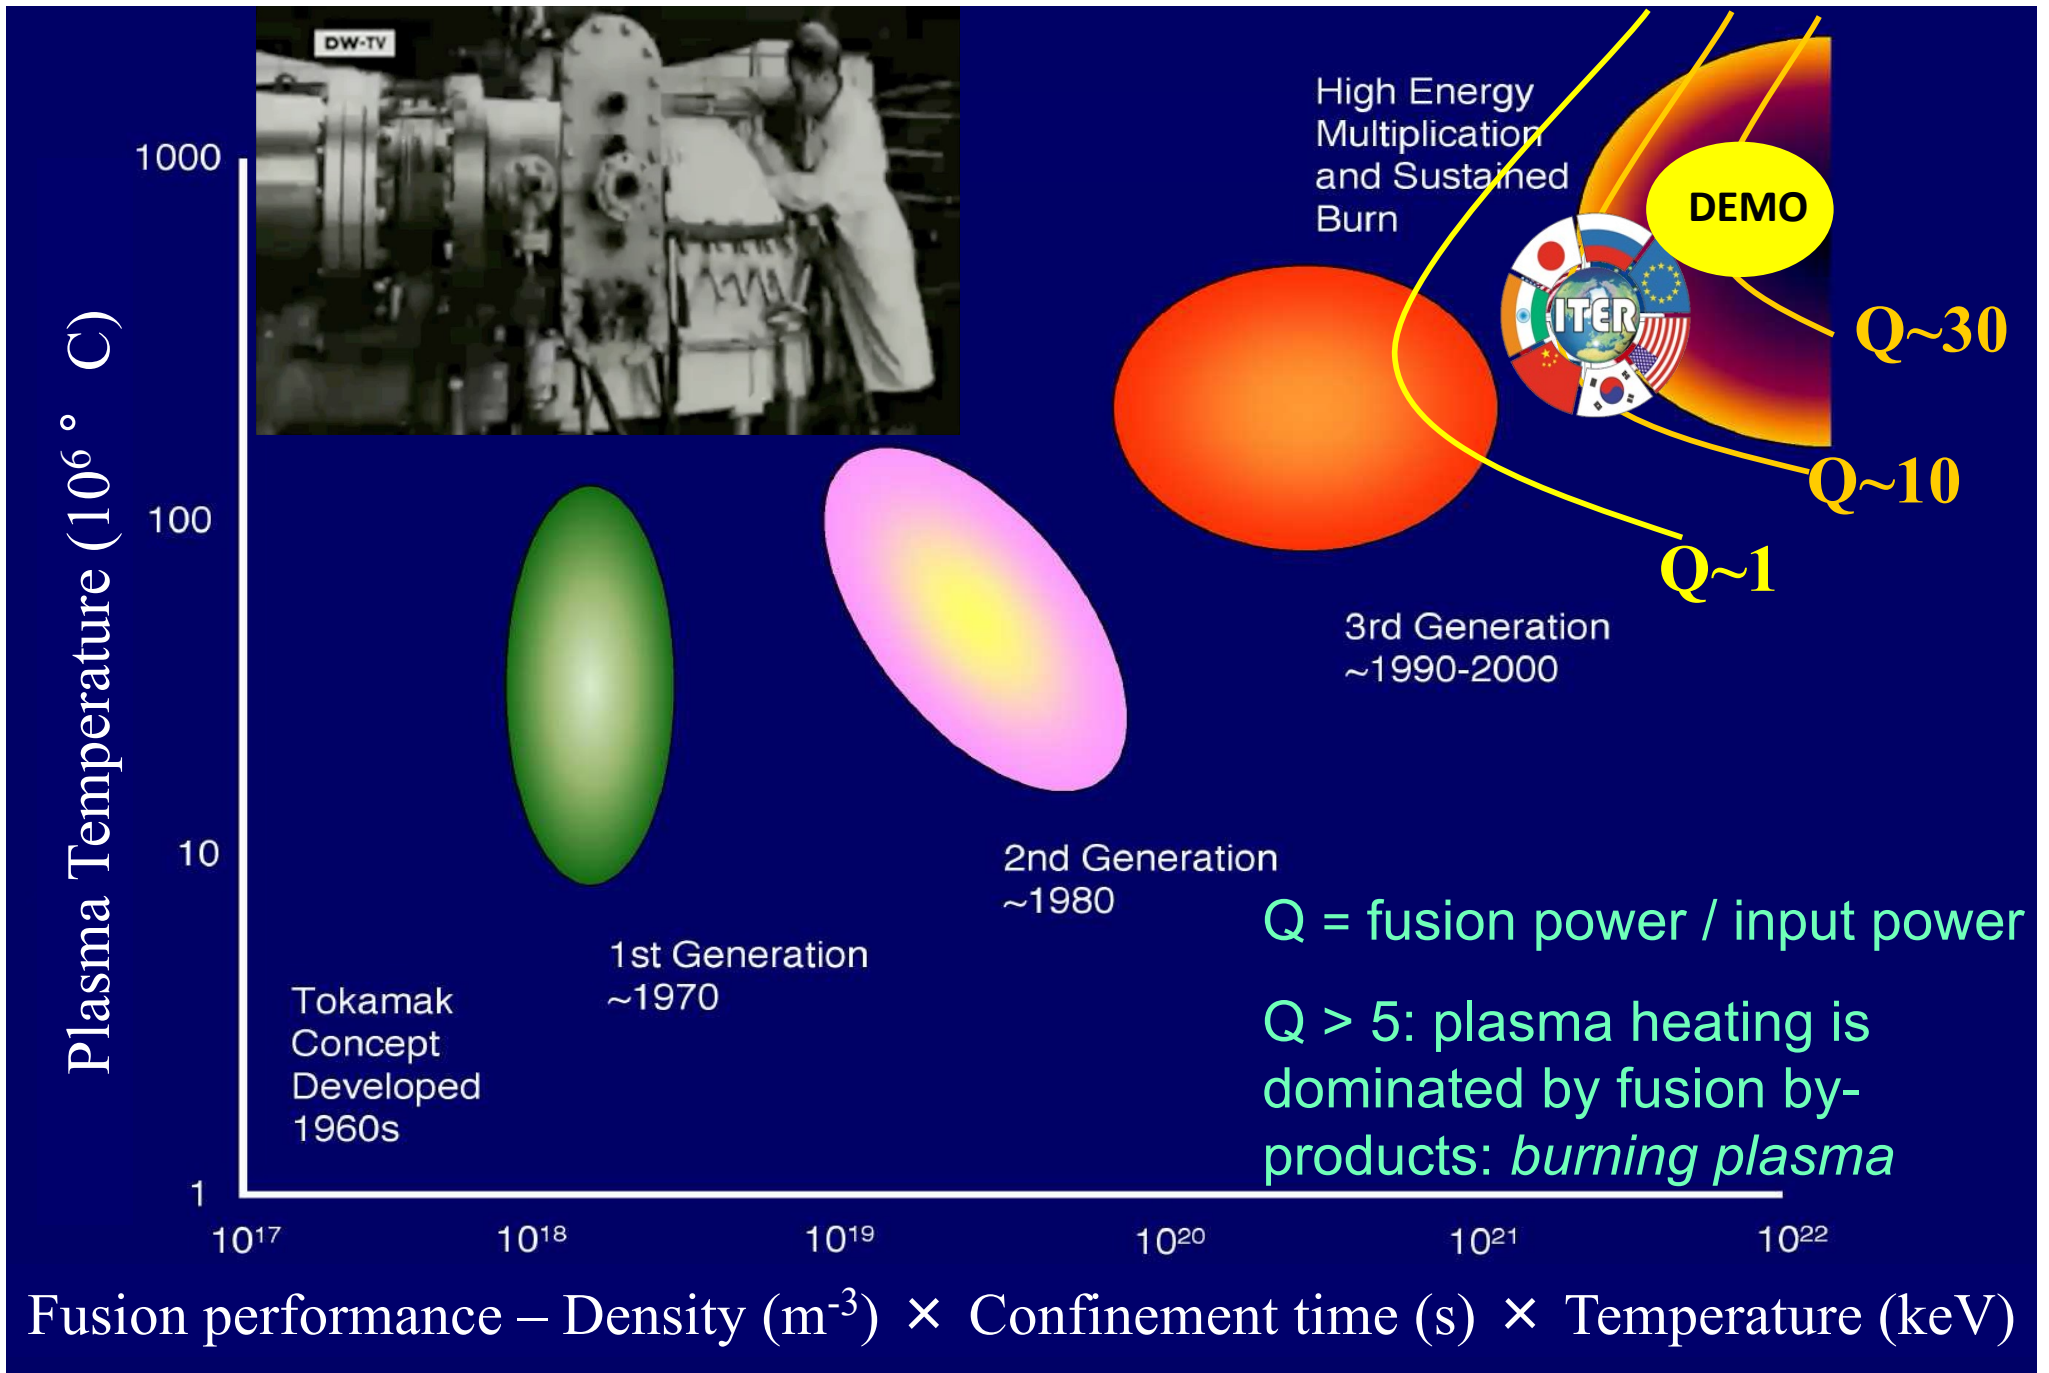 DW-TV
High Energy
Multiplication
and Sustained
Burn
1000
DEMO
ITER
Q~30
Q~10
100
Q~1
Plasma Temperature (10⁶ ° C)
3rd Generation
~1990-2000
10
2nd Generation
~1980
Q = fusion power / input power
1st Generation
~1970
Tokamak
Concept
Developed
1960s
Q > 5: plasma heating is
dominated by fusion by-
products: burning plasma
1
10¹⁷ 10¹⁸ 10¹⁹ 10²⁰ 10²¹ 10²²
Fusion performance – Density (m⁻³) × Confinement time (s) × Temperature (keV)